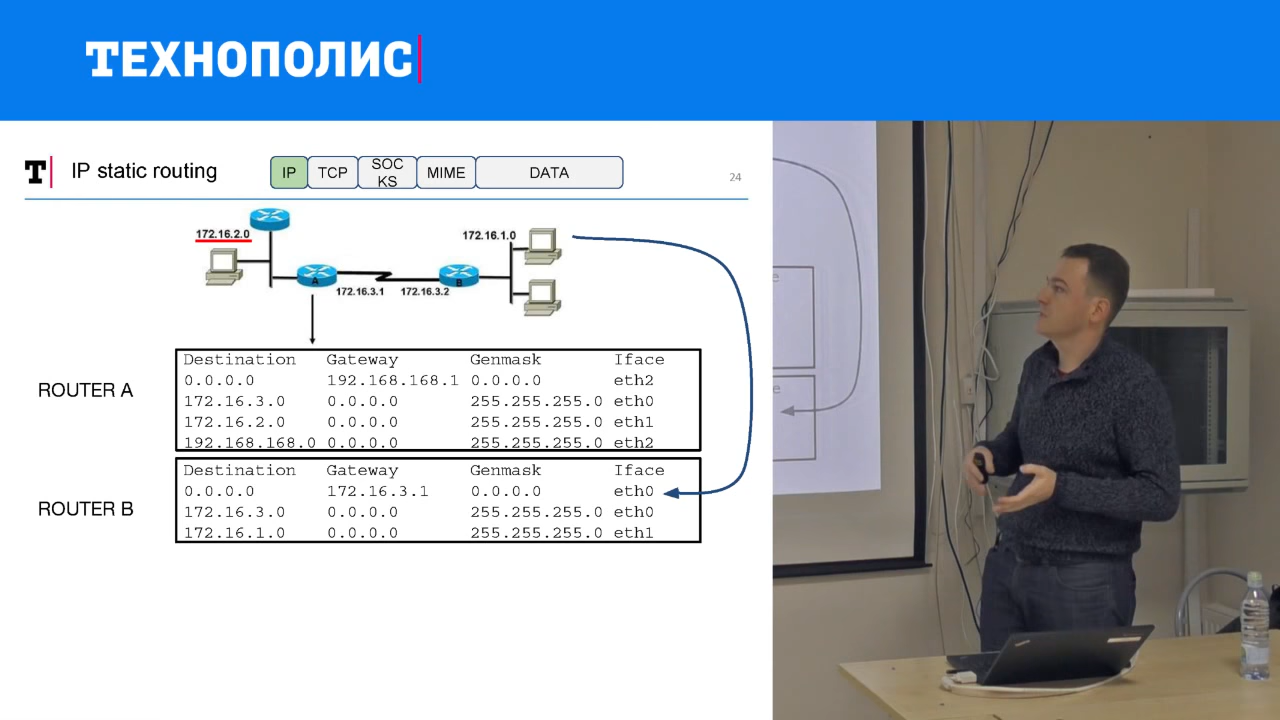 ТЕХНОПОЛИС
T IP static routing
IP TCP SOC KS MIME DATA
24
172.16.2.0
172.16.1.0
A
B
172.16.3.1 172.16.3.2
ROUTER A
Destination Gateway Genmask Iface
0.0.0.0 192.168.168.1 0.0.0.0 eth2
172.16.3.0 0.0.0.0 255.255.255.0 eth0
172.16.2.0 0.0.0.0 255.255.255.0 eth1
192.168.168.0 0.0.0.0 255.255.255.0 eth2
ROUTER B
Destination Gateway Genmask Iface
0.0.0.0 172.16.3.1 0.0.0.0 eth0
172.16.3.0 0.0.0.0 255.255.255.0 eth0
172.16.1.0 0.0.0.0 255.255.255.0 eth1